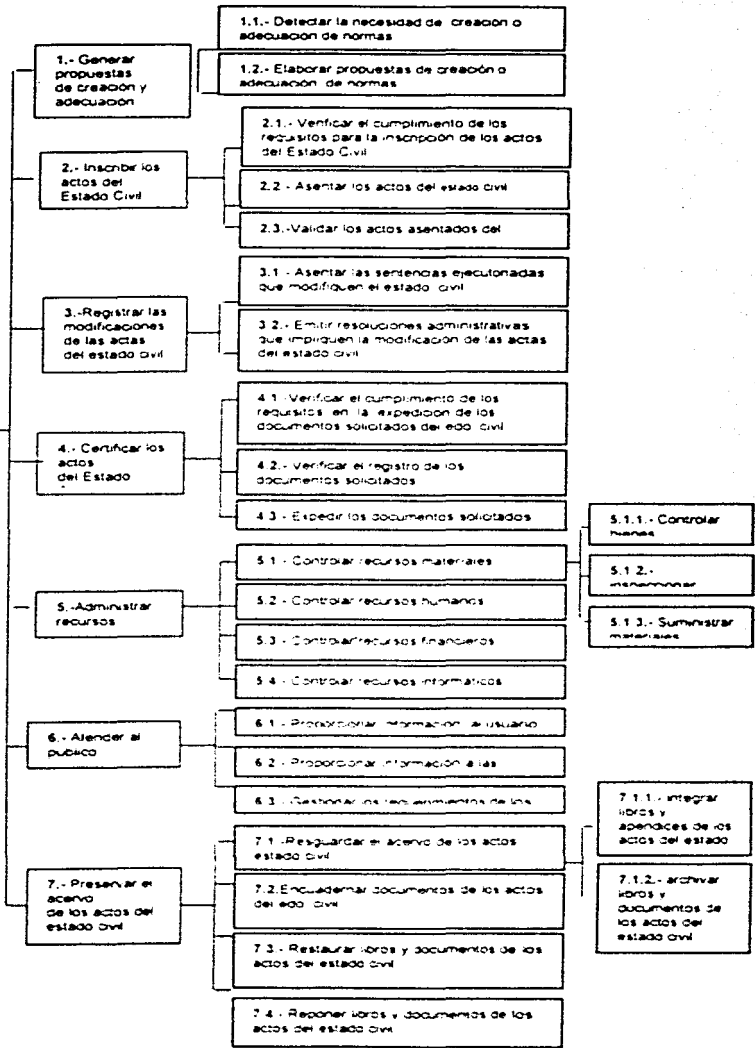 1.- Generar
propuestas
de creación y
adecuación
1.1.- Detectar la necesidad de creación o
adecuación de normas
1.2.- Elaborar propuestas de creación o
adecuación de normas
2.- Inscribir los
actos del
Estado Civil
2.1.- Verificar el cumplimiento de los
requisitos para la inscripción de los actos
del Estado Civil
2.2.- Asentar los actos del estado civil
2.3.-Validar los actos asentados del
3.-Registrar las
modificaciones
de las actas
del estado civil
3.1.- Asentar las sentencias ejecutoriadas
que modifiquen el estado civil
3.2.- Emitir resoluciones administrativas
que impliquen la modificación de las actas
del estado civil
4.- Certificar los
actos
del Estado
4.1.-Verificar el cumplimiento de los
requisitos en la expedición de los
documentos solicitados del edo. civil
4.2.- Verificar el registro de los
documentos solicitados
4.3.- Expedir los documentos solicitados
5.-Administrar
recursos
5.1.- Controlar recursos materiales
5.2.- Controlar recursos humanos
5.3.- Controlar recursos financieros
5.4.- Controlar recursos informáticos
5.1.1.- Controlar
bienes
5.1.2.-
inspeccionar
5.1.3.- Suministrar
materiales
6.- Atender al
público
6.1.- Proporcionar información al usuario
6.2.- Proporcionar información a las
6.3.- Gestionar los requerimientos de los
7.- Preservar el
acervo
de los actos del
estado civil
7.1.-Resguardar el acervo de los actos
estado civil
7.2.Encuadernar documentos de los actos
del edo. civil
7.3.- Restaurar libros y documentos de los
actos del estado civil
7.4.- Reponer libros y documentos de los
actos del estado civil
7.1.1.- integrar
libros y
apendices de los
actos del estado
7.1.2.- archivar
libros y
documentos de
los actos del
estado civil